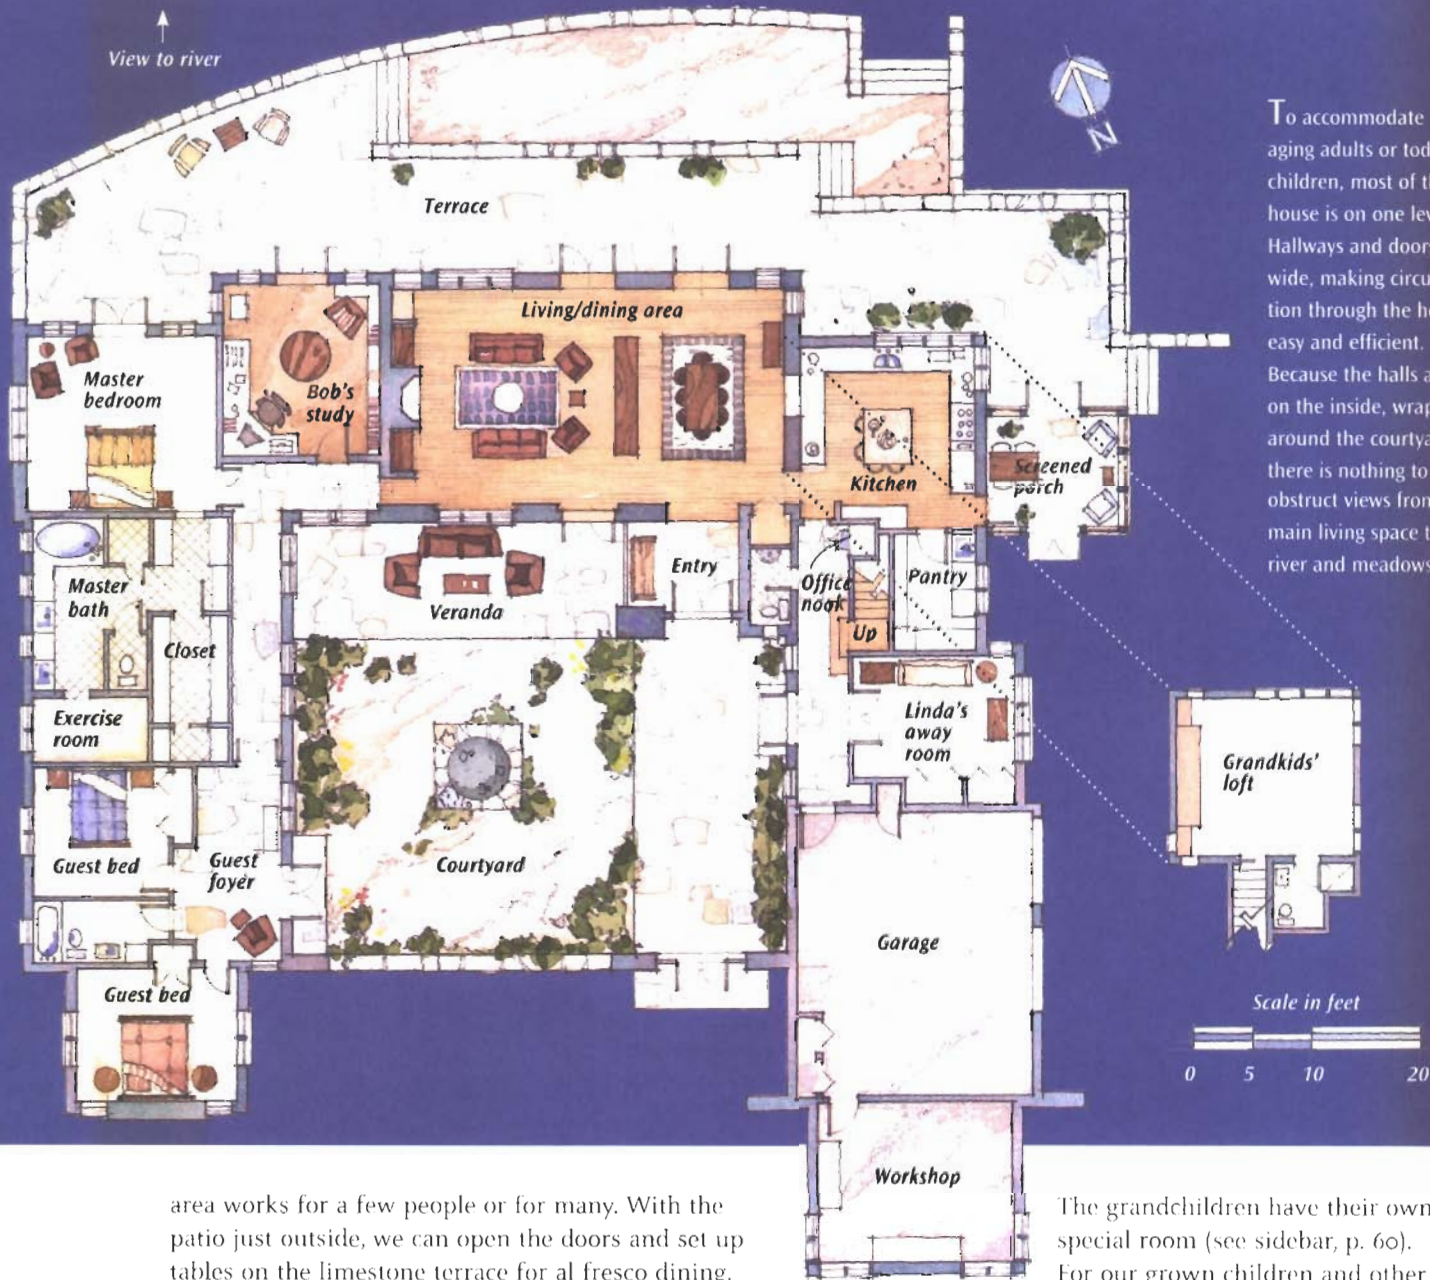 View to river
N
To accommodate
aging adults or tod
children, most of t
house is on one lev
Hallways and doors
wide, making circu
tion through the h
easy and efficient.
Because the halls a
on the inside, wrap
around the courtya
there is nothing to
obstruct views from
main living space t
river and meadows
Terrace
Living/dining area
Master
bedroom
Bob's
study
Kitchen
Screened
porch
Master
bath
Closet
Veranda
Entry
Office
nook
Up
Pantry
Exercise
room
Linda's
away
room
Grandkids'
loft
Guest bed
Guest
foyer
Courtyard
Garage
Guest bed
Scale in feet
0 5 10 20
Workshop
area works for a few people or for many. With the
patio just outside, we can open the doors and set up
tables on the limestone terrace for al fresco dining.
The grandchildren have their own
special room (see sidebar, p. 60).
For our grown children and other